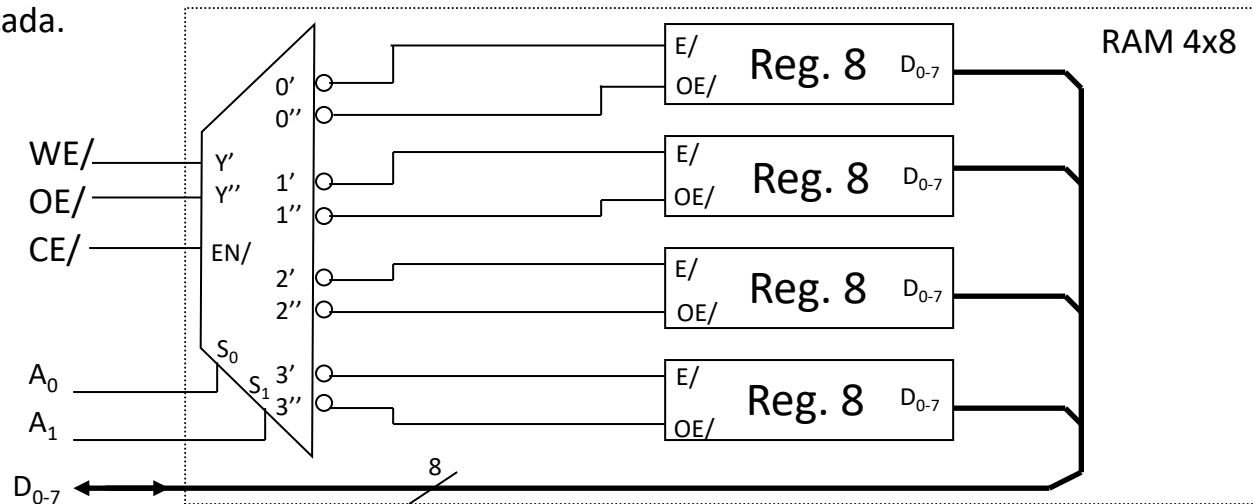 ada.
RAM 4x8
E/
Reg. 8
D0-7
OE/
0'
0''
WE/
Y'
1'
E/
Reg. 8
D0-7
OE/
OE/
Y''
1''
CE/
EN/
2'
E/
Reg. 8
D0-7
2''
OE/
S0
A0
S1
3'
E/
Reg. 8
D0-7
3''
OE/
A1
8
D0-7